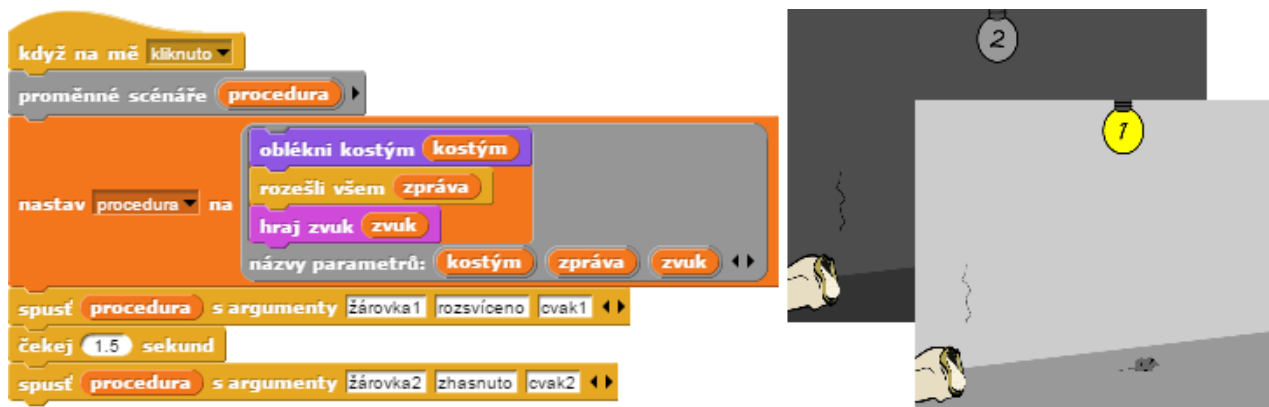 když na mě kliknuto
proměnné scénáře procedura
oblékni kostým kostým
rozešli všem zpráva
hraj zvuk zvuk
nastav procedura na
názvy parametrů: kostým zpráva zvuk
spusť procedura s argumenty žárovka1 rozsvíceno cvak1
čekej 1.5 sekund
spusť procedura s argumenty žárovka2 zhasnuto cvak2
2
1